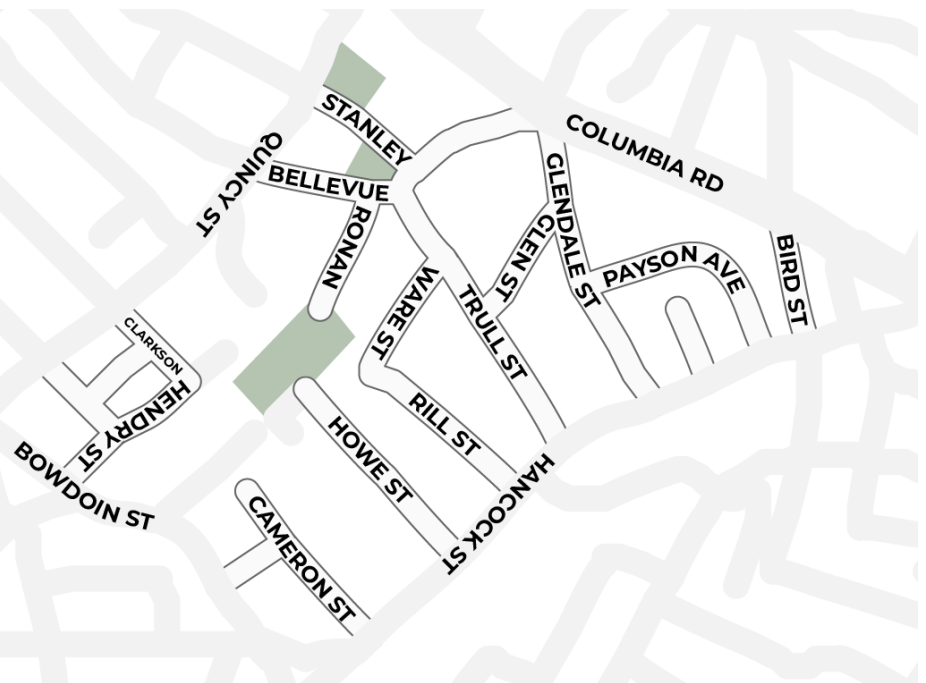 STANLEY
COLUMBIA RD
QUINCY ST
BELLEVUE
GLENDALE ST
RONAN
GLEN ST
BIRD ST
PAYSON AVE
WARE ST
TRULL ST
CLARKSON
HENDRY ST
RILL ST
HOWE ST
BOWDOIN ST
HANCOCK ST
CAMERON ST